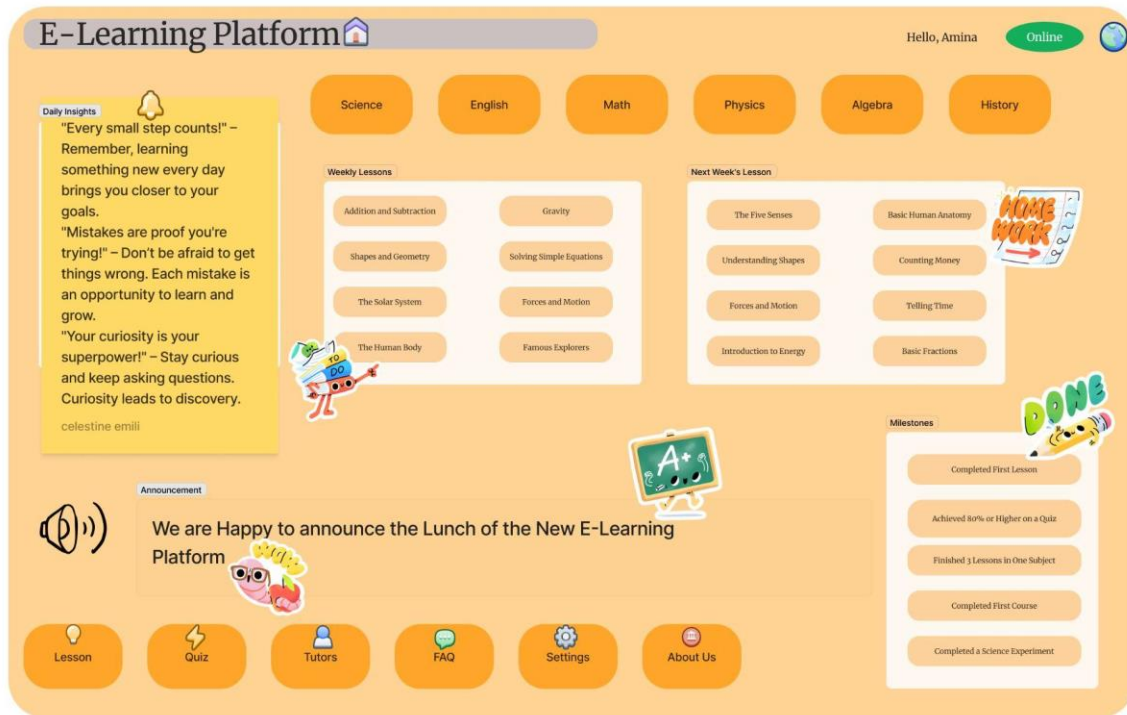 E-Learning Platform
Hello, Amina
Online
Science
English
Math
Physics
Algebra
History
Daily Insights
"Every small step counts!" –
Remember, learning
something new every day
brings you closer to your
goals.
"Mistakes are proof you're
trying!" – Don't be afraid to get
things wrong. Each mistake is
an opportunity to learn and
grow.
"Your curiosity is your
superpower!" – Stay curious
and keep asking questions.
Curiosity leads to discovery.
celestine emili
Weekly Lessons
Addition and Subtraction
Gravity
Shapes and Geometry
Solving Simple Equations
The Solar System
Forces and Motion
The Human Body
Famous Explorers
TO
DO
Next Week's Lesson
The Five Senses
Basic Human Anatomy
Understanding Shapes
Counting Money
Forces and Motion
Telling Time
Introduction to Energy
Basic Fractions
HOME
WORK
A+
DONE
Milestones
Completed First Lesson
Achieved 80% or Higher on a Quiz
Finished 3 Lessons in One Subject
Completed First Course
Completed a Science Experiment
Announcement
We are Happy to announce the Lunch of the New E-Learning
Platform
WOW
Lesson
Quiz
Tutors
FAQ
Settings
About Us